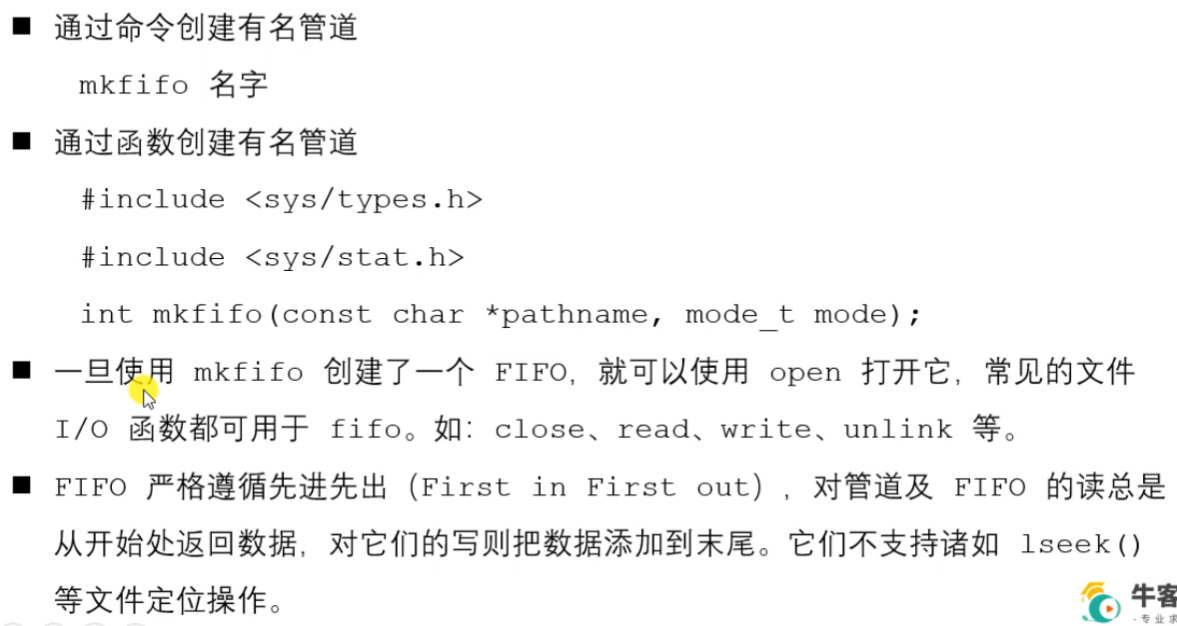 ■ 通过命令创建有名管道
mkfifo 名字
■ 通过函数创建有名管道
#include <sys/types.h>
#include <sys/stat.h>
int mkfifo(const char *pathname, mode_t mode);
■ 一旦使用 mkfifo 创建了一个 FIFO，就可以使用 open 打开它，常见的文件
I/O 函数都可用于 fifo。如：close、read、write、unlink 等。
■ FIFO 严格遵循先进先出（First in First out），对管道及 FIFO 的读总是
从开始处返回数据，对它们的写则把数据添加到末尾。它们不支持诸如 lseek()
等文件定位操作。
牛客
-专业求